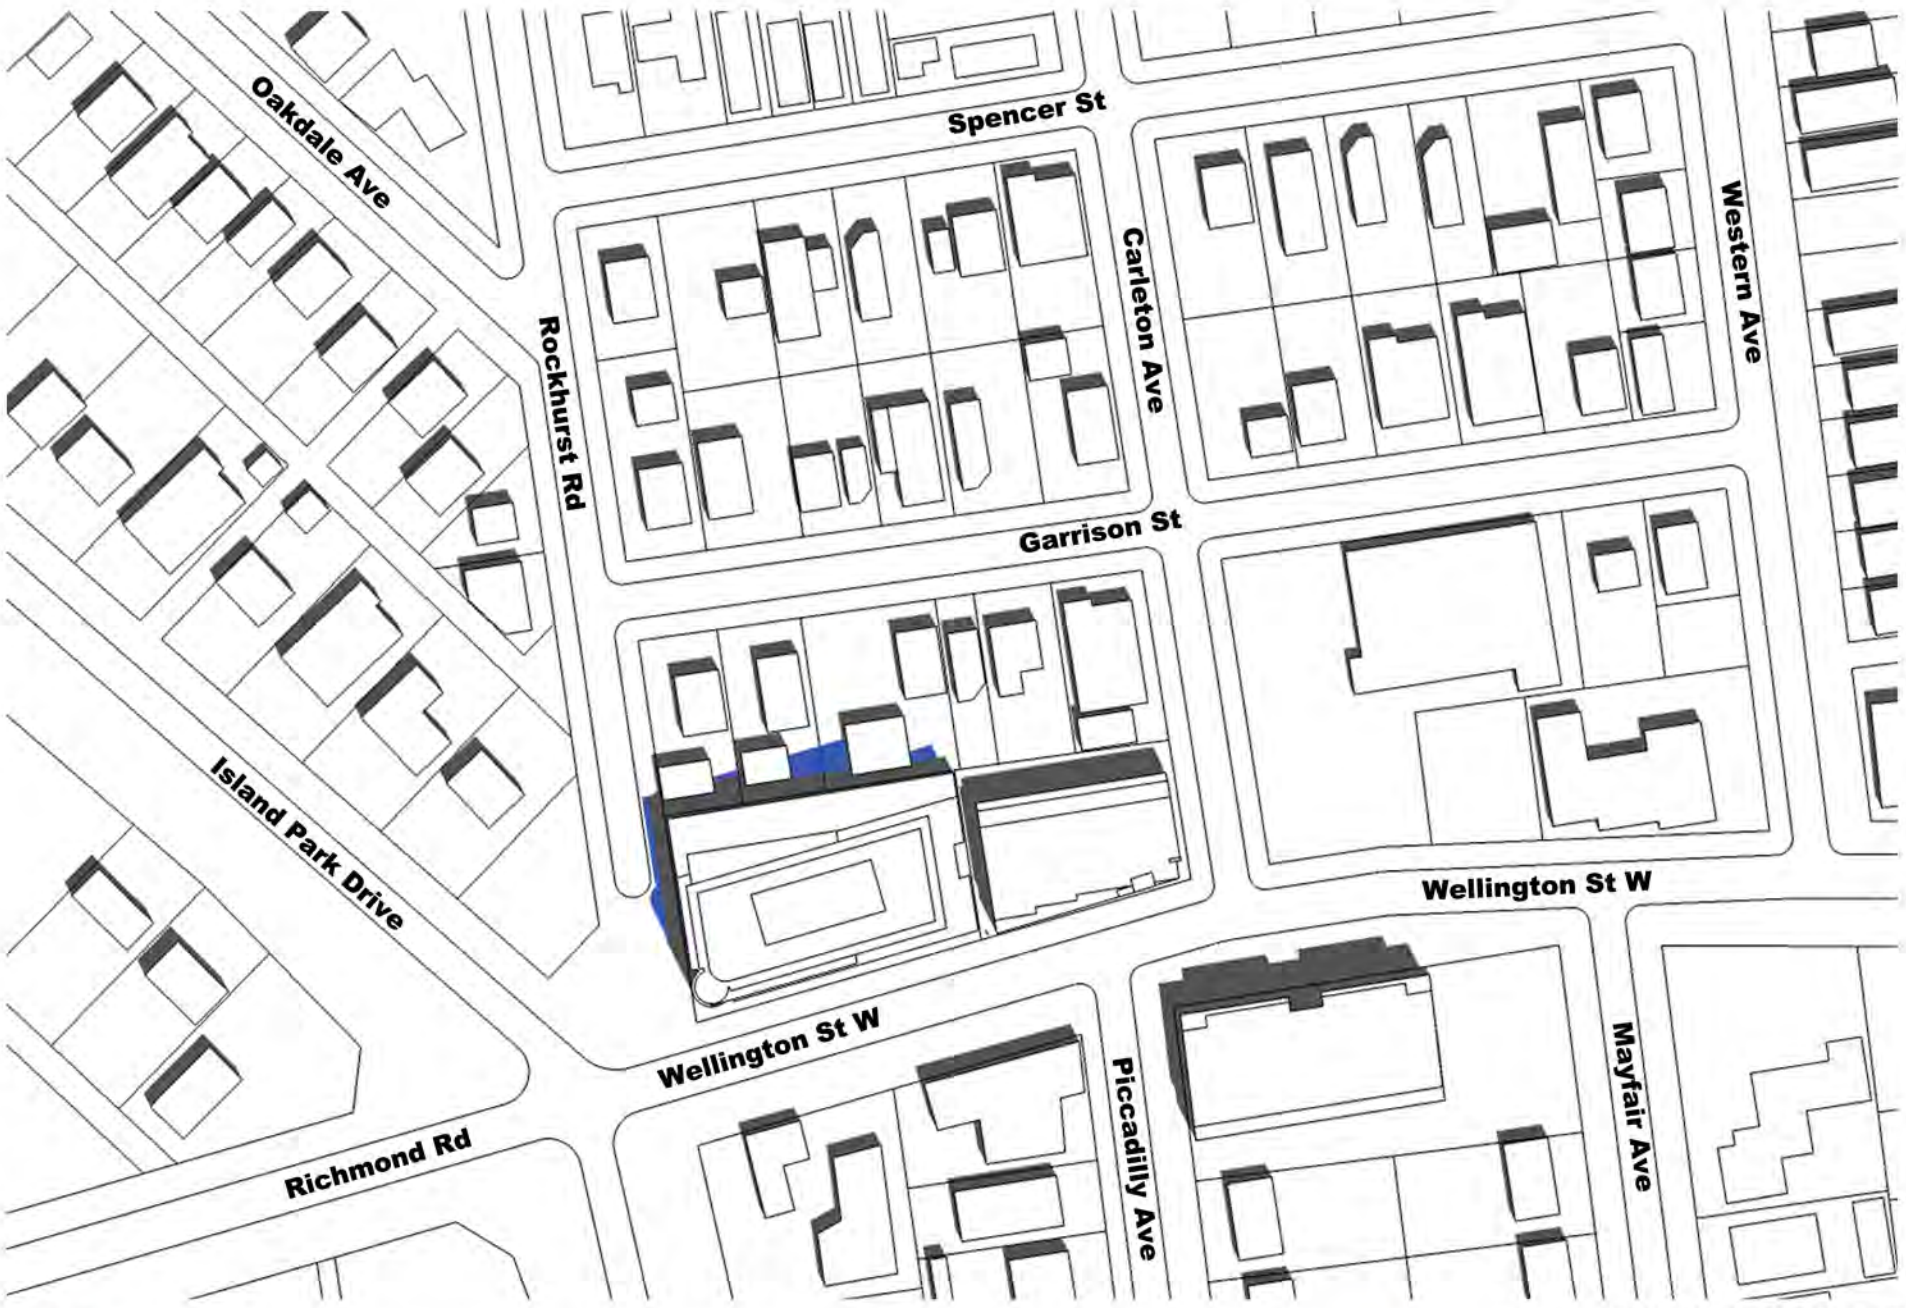 Oakdale Ave
Spencer St
Rockhurst Rd
Carleton Ave
Western Ave
Garrison St
Island Park Drive
Wellington St W
Wellington St W
Richmond Rd
Piccadilly Ave
Mayfair Ave